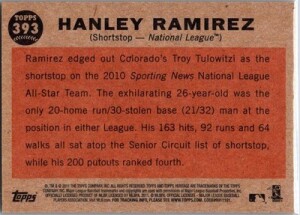 TOPPS
393
HANLEY RAMIREZ
(Shortstop — National League™)
Ramirez edged out Colorado's Troy Tulowitzl as
the shortstop on the 2010 Sporting News National League
All-Star Team. The exhilarating 26-year-old was the
only 20-home run/30-stolen base (21/32) man at
the position in either League. His 163 hits, 92 runs and 64
walks all sat atop the Senior Circuit list of shortstop,
while his 200 putouts ranked fourth.
Topps